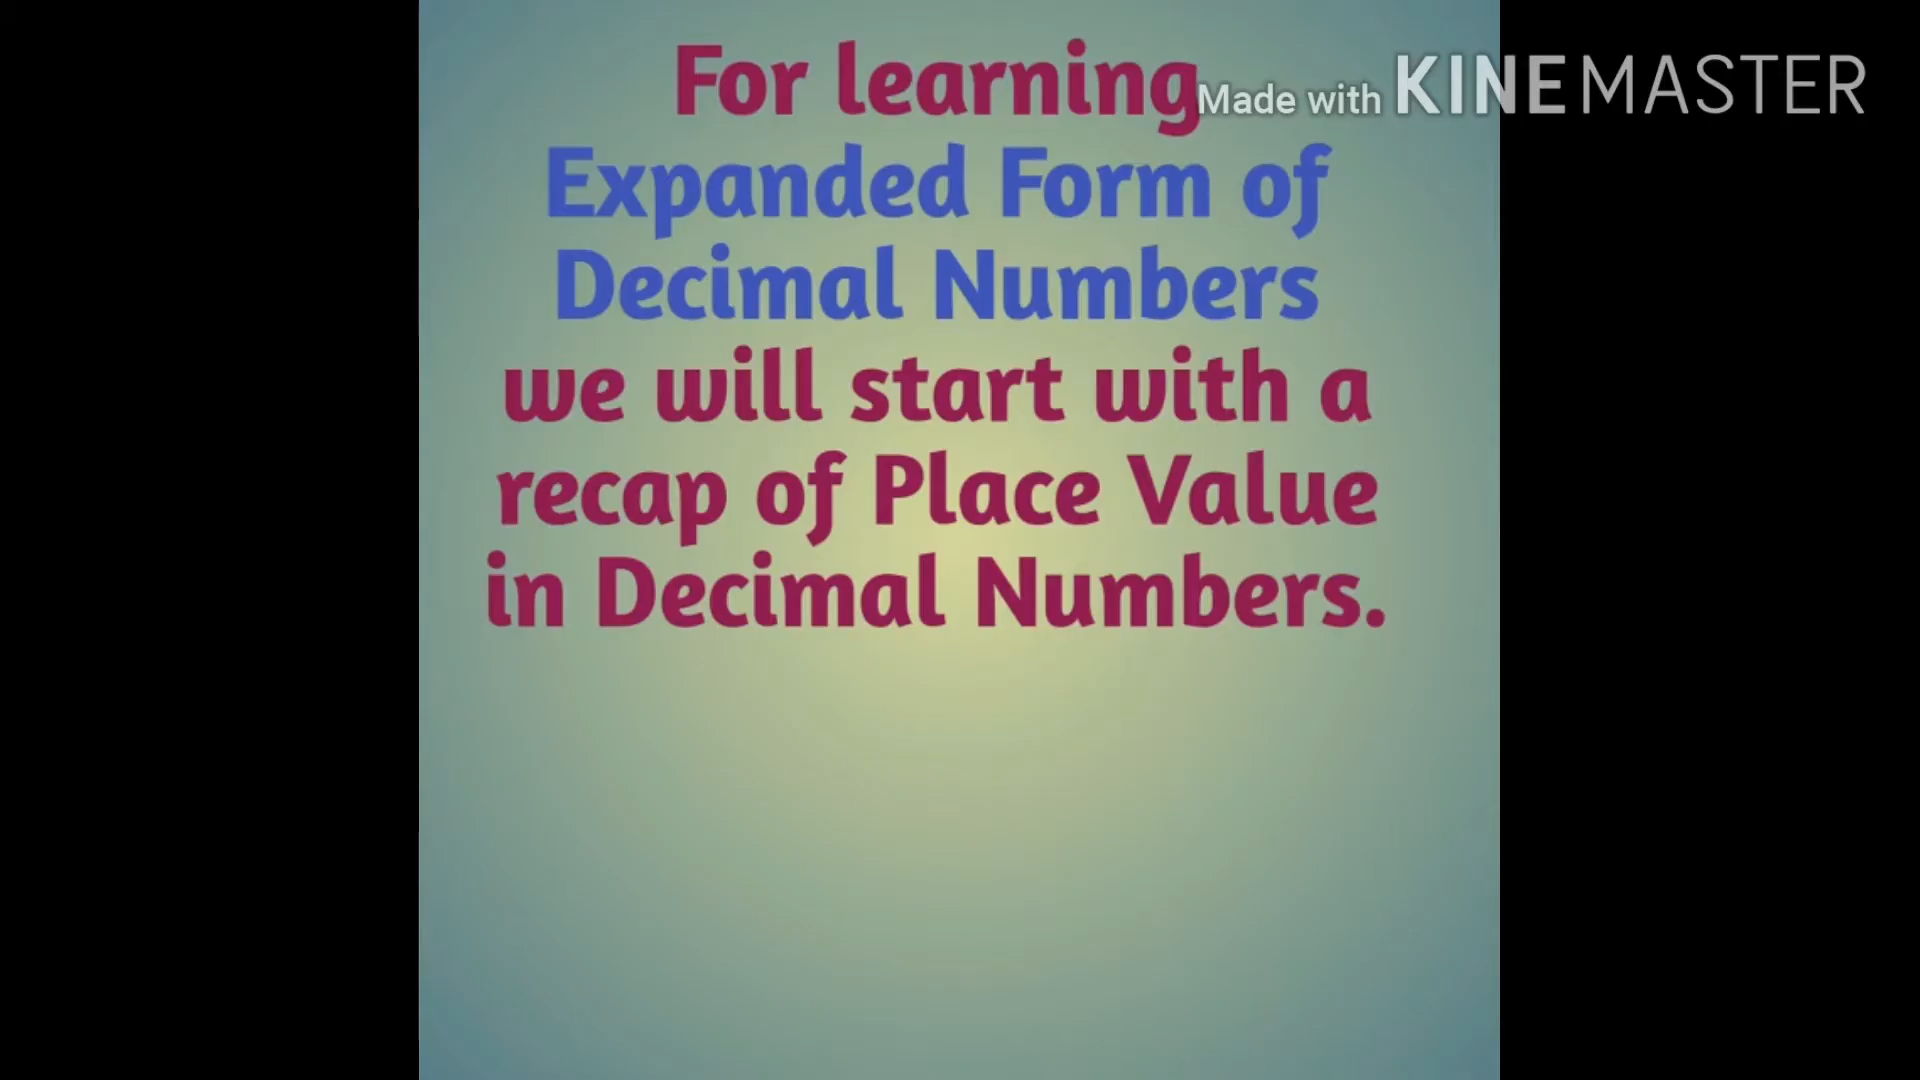 For learning
Made with KINEMASTER
Expanded Form of
Decimal Numbers
we will start with a
recap of Place Value
in Decimal Numbers.